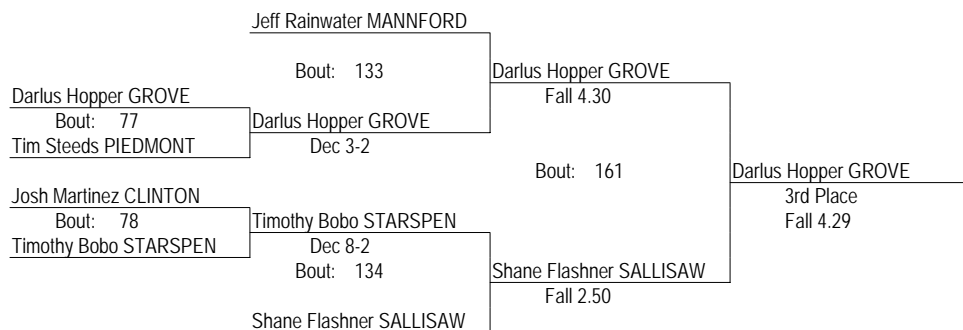 Jeff Rainwater MANNFORD
Bout: 133
Darlus Hopper GROVE
Darlus Hopper GROVE
Fall 4.30
Bout: 77
Darlus Hopper GROVE
Tim Steeds PIEDMONT
Dec 3-2
Bout: 161
Darlus Hopper GROVE
3rd Place
Josh Martinez CLINTON
Fall 4.29
Bout: 78
Timothy Bobo STARSPEN
Timothy Bobo STARSPEN
Dec 8-2
Bout: 134
Shane Flashner SALLISAW
Fall 2.50
Shane Flashner SALLISAW